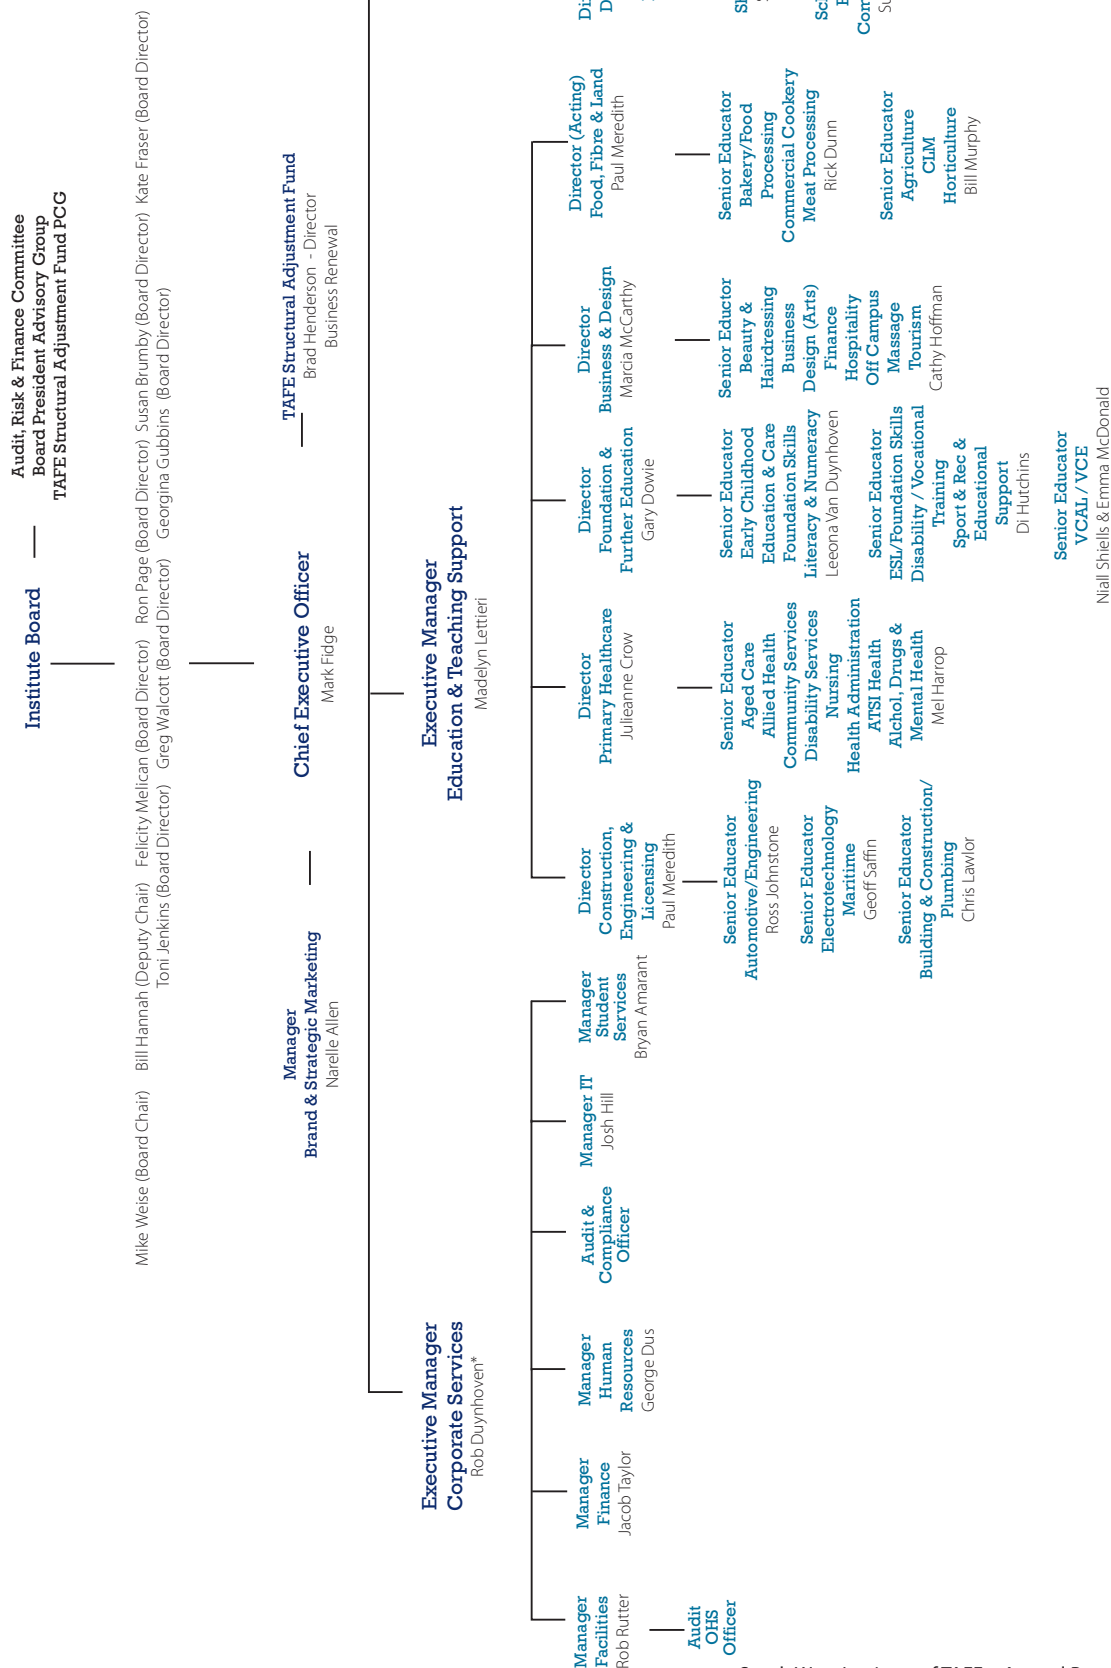 Audit, Risk & Finance Committee
Board President Advisory Group
TAFE Structural Adjustment Fund PCG
Institute Board
Mike Weise (Board Chair) Bill Hannah (Deputy Chair) Felicity Melican (Board Director) Ron Page (Board Director) Susan Brumby (Board Director) Kate Fraser (Board Director)
Toni Jenkins (Board Director) Greg Walcott (Board Director) Georgina Gubbins (Board Director)
Manager
Brand & Strategic Marketing
Narelle Allen
Chief Executive Officer
Mark Fidge
TAFE Structural Adjustment Fund
Brad Henderson - Director
Business Renewal
Executive Manager
Corporate Services
Rob Duynhoven*
Executive Manager
Education & Teaching Support
Madelyn Lettieri
Manager
Facilities
Rob Rutter
Audit
OHS
Officer
Manager
Finance
Jacob Taylor
Manager
Human
Resources
George Dus
Audit &
Compliance
Officer
Manager IT
Josh Hill
Manager
Student
Services
Bryan Amarant
Director
Construction,
Engineering &
Licensing
Paul Meredith
Senior Educator
Automotive/Engineering
Ross Johnstone
Senior Educator
Electrotechnology
Maritime
Geoff Saffin
Senior Educator
Building & Construction/
Plumbing
Chris Lawlor
Director
Primary Healthcare
Julieanne Crow
Senior Educator
Aged Care
Allied Health
Community Services
Disability Services
Nursing
Health Administration
ATSI Health
Alchol, Drugs &
Mental Health
Mel Harrop
Director
Foundation &
Further Education
Gary Dowie
Senior Educator
Early Childhood
Education & Care
Foundation Skills
Literacy & Numeracy
Leeona Van Duynhoven
Senior Educator
ESL/Foundation Skills
Disability / Vocational
Training
Sport & Rec &
Educational
Support
Di Hutchins
Senior Educator
VCAL / VCE
Niall Shiells & Emma McDonald
Director
Business & Design
Marcia McCarthy
Senior Eductor
Beauty &
Hairdressing
Business
Design (Arts)
Finance
Hospitality
Off Campus
Massage
Tourism
Cathy Hoffman
Director (Acting)
Food, Fibre & Land
Paul Meredith
Senior Educator
Bakery/Food
Processing
Commercial Cookery
Meat Processing
Rick Dunn
Senior Educator
Agriculture
CLM
Horticulture
Bill Murphy